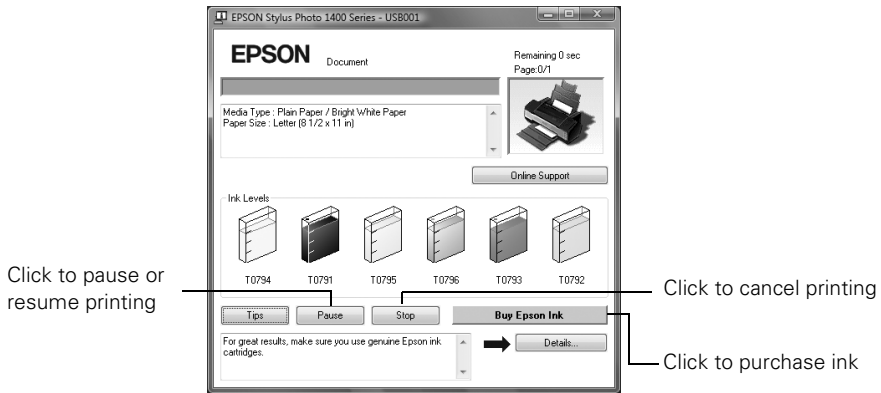 EPSON Stylus Photo 1400 Series - USB001
EPSON
Document
Remaining 0 sec
Page:0/1
Media Type : Plain Paper / Bright White Paper
Paper Size : Letter (8 1/2 x 11 in)
Online Support
Ink Levels
T0794
T0791
T0795
T0796
T0793
T0792
Click to pause or
resume printing
Tips
Pause
Stop
Buy Epson Ink
Click to cancel printing
For great results, make sure you use genuine Epson ink
cartridges.
Details...
Click to purchase ink